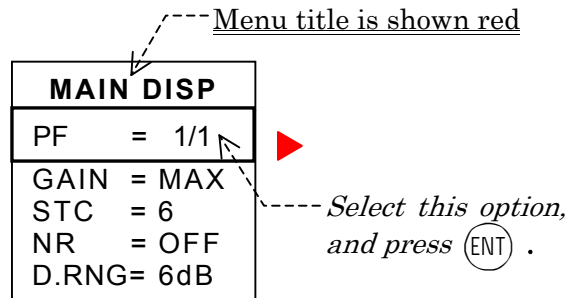 Menu title is shown red
MAIN DISP
PF = 1/1
GAIN = MAX
STC = 6
NR = OFF
D.RNG= 6dB
Select this option,
and press ENT .